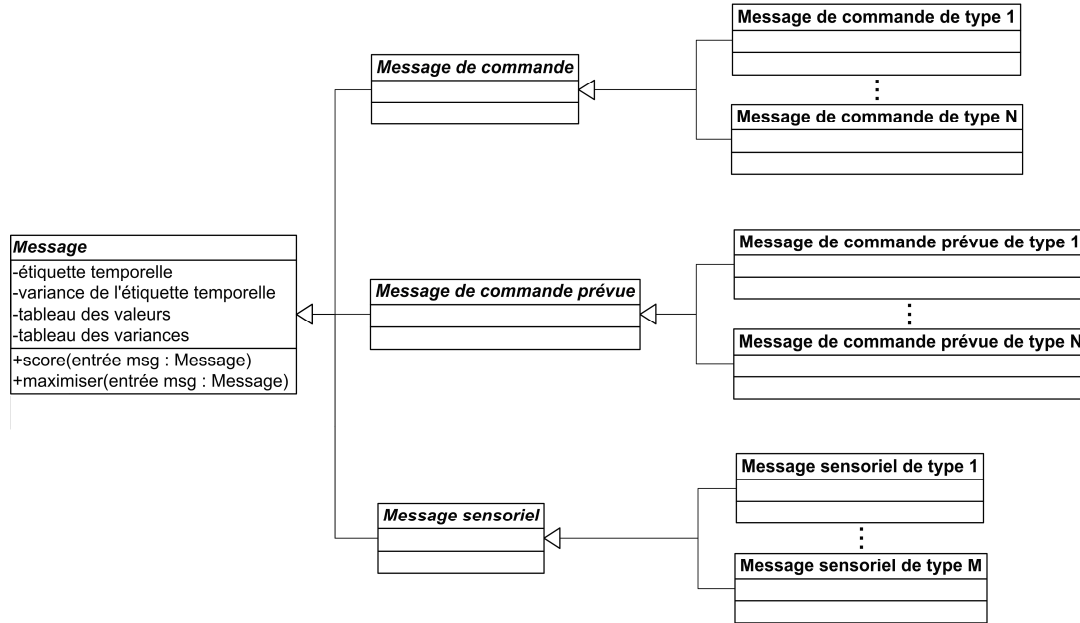 Message de commande de type 1
Message de commande
Message de commande de type N
Message
-étiquette temporelle
-variance de l'étiquette temporelle
-tableau des valeurs
-tableau des variances
+score(entrée msg : Message)
+maximiser(entrée msg : Message)
Message de commande prévue de type 1
Message de commande prévue
Message de commande prévue de type N
Message sensoriel de type 1
Message sensoriel
Message sensoriel de type M